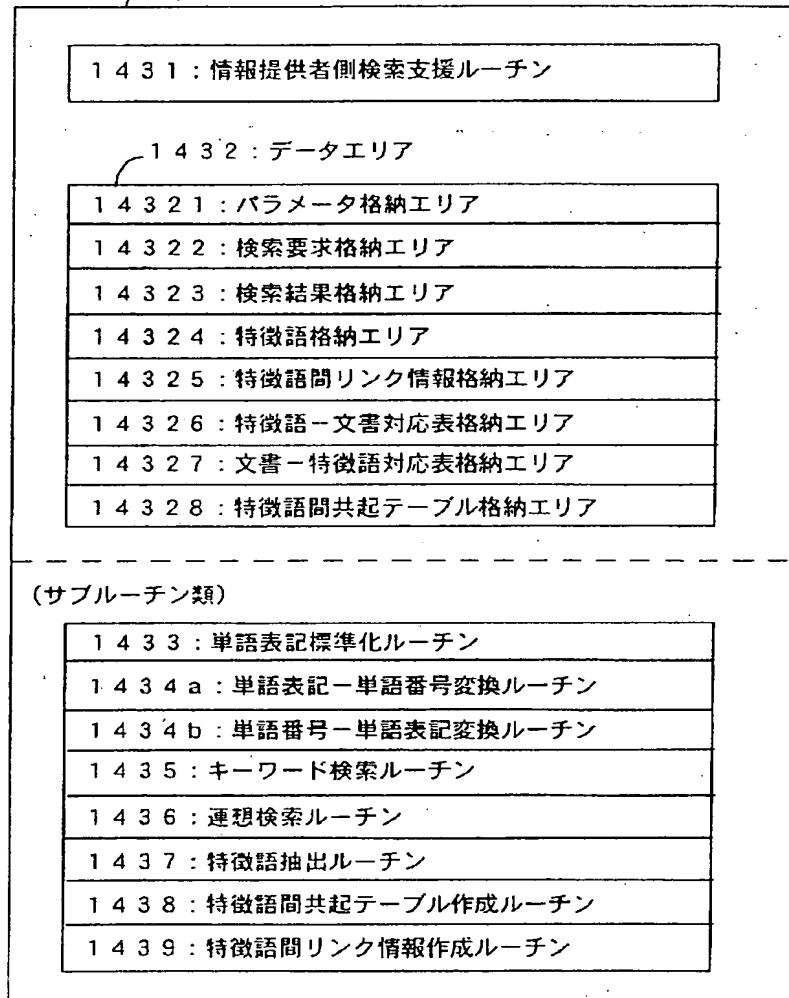 1431:情報提供者側検索支援ルーチン
1432:データエリア
14321:パラメータ格納エリア
14322:検索要求格納エリア
14323:検索結果格納エリア
14324:特徴語格納エリア
14325:特徴語間リンク情報格納エリア
14326:特徴語-文書対応表格納エリア
14327:文書-特徴語対応表格納エリア
14328:特徴語間共起テーブル格納エリア
(サブルーチン類)
1433:単語表記標準化ルーチン
1434a:単語表記-単語番号変換ルーチン
1434b:単語番号-単語表記変換ルーチン
1435:キーワード検索ルーチン
1436:連想検索ルーチン
1437:特徴語抽出ルーチン
1438:特徴語間共起テーブル作成ルーチン
1439:特徴語間リンク情報作成ルーチン